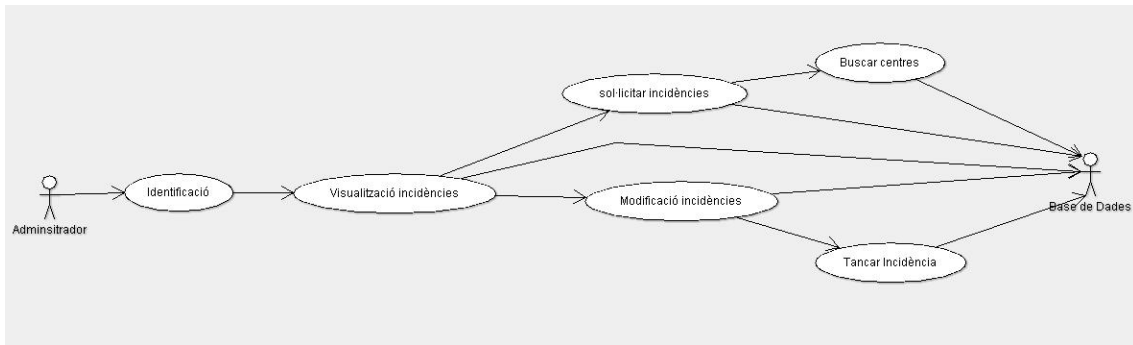 Buscar centres
sol·licitar incidències
Identificació
Visualització incidències
Modificació incidències
Base de Dades
Adminsitrador
Tancar Incidència